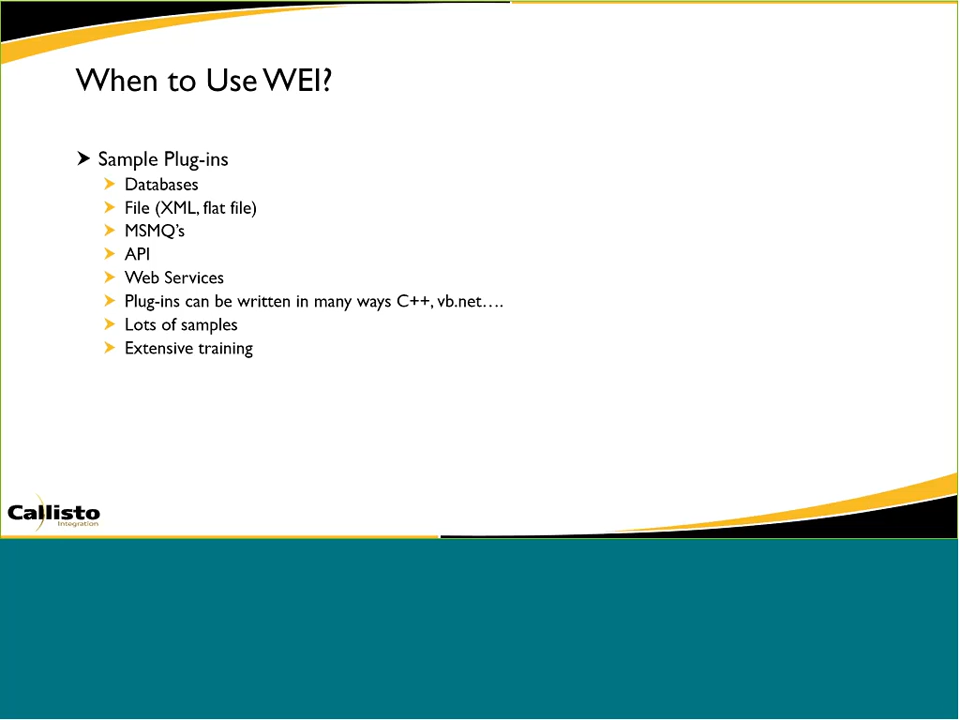 When to Use WEI?
Sample Plug-ins
Databases
File (XML, flat file)
MSMQ's
API
Web Services
Plug-ins can be written in many ways C++, vb.net….
Lots of samples
Extensive training
Callisto
Integration